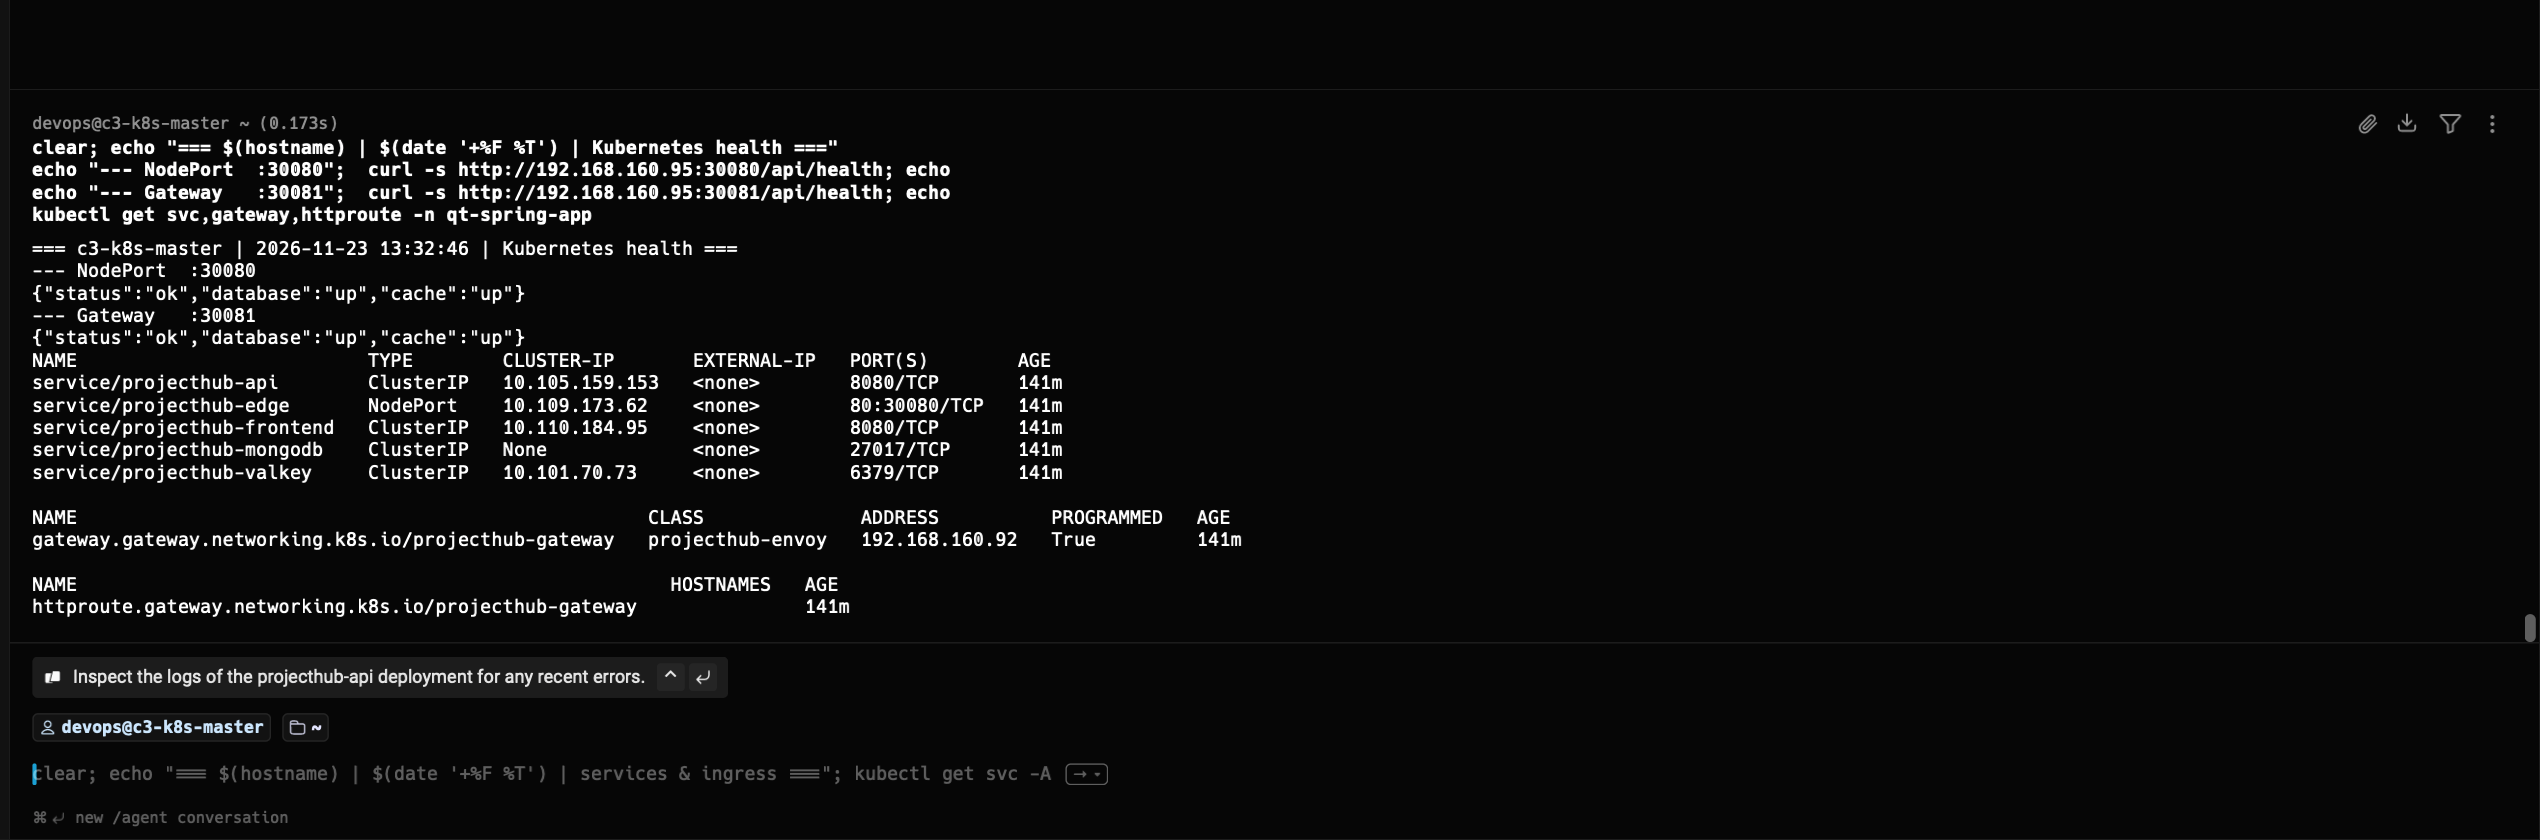 devops@c3-k8s-master ~ (0.173s)
clear; echo "=== $(hostname) | $(date '+%F %T') | Kubernetes health ==="
echo "--- NodePort  :30080";  curl -s http://192.168.160.95:30080/api/health; echo
echo "--- Gateway   :30081";  curl -s http://192.168.160.95:30081/api/health; echo
kubectl get svc,gateway,httproute -n qt-spring-app
=== c3-k8s-master | 2026-11-23 13:32:46 | Kubernetes health ===
--- NodePort  :30080
{"status":"ok","database":"up","cache":"up"}
--- Gateway   :30081
{"status":"ok","database":"up","cache":"up"}
NAME                          TYPE        CLUSTER-IP       EXTERNAL-IP   PORT(S)        AGE
service/projecthub-api        ClusterIP   10.105.159.153   <none>        8080/TCP       141m
service/projecthub-edge       NodePort    10.109.173.62    <none>        80:30080/TCP   141m
service/projecthub-frontend   ClusterIP   10.110.184.95    <none>        8080/TCP       141m
service/projecthub-mongodb    ClusterIP   None             <none>        27017/TCP      141m
service/projecthub-valkey     ClusterIP   10.101.70.73     <none>        6379/TCP       141m
NAME                                                   CLASS              ADDRESS          PROGRAMMED   AGE
gateway.gateway.networking.k8s.io/projecthub-gateway   projecthub-envoy   192.168.160.92   True         141m
NAME                                                     HOSTNAMES   AGE
httproute.gateway.networking.k8s.io/projecthub-gateway               141m
Inspect the logs of the projecthub-api deployment for any recent errors.
devops@c3-k8s-master ~
clear; echo "=== $(hostname) | $(date '+%F %T') | services & ingress ==="; kubectl get svc -A
⌘⏎ new /agent conversation